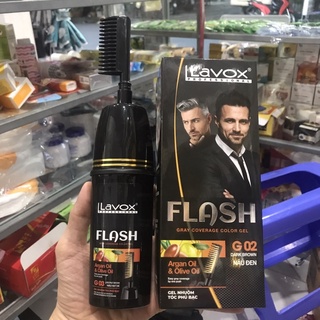 Lavox
PROFESSIONAL
FLASH
Argan Oil
& Olive Oil
G 02
Lavox
PROFESSIONAL
FLASH
GRAY COVERAGE COLOR GEL
G 02
DARK BROWN
NÂU ĐEN
Argan Oil
& Olive Oil
GEL NHUỘM
TÓC PHỦ BẠC